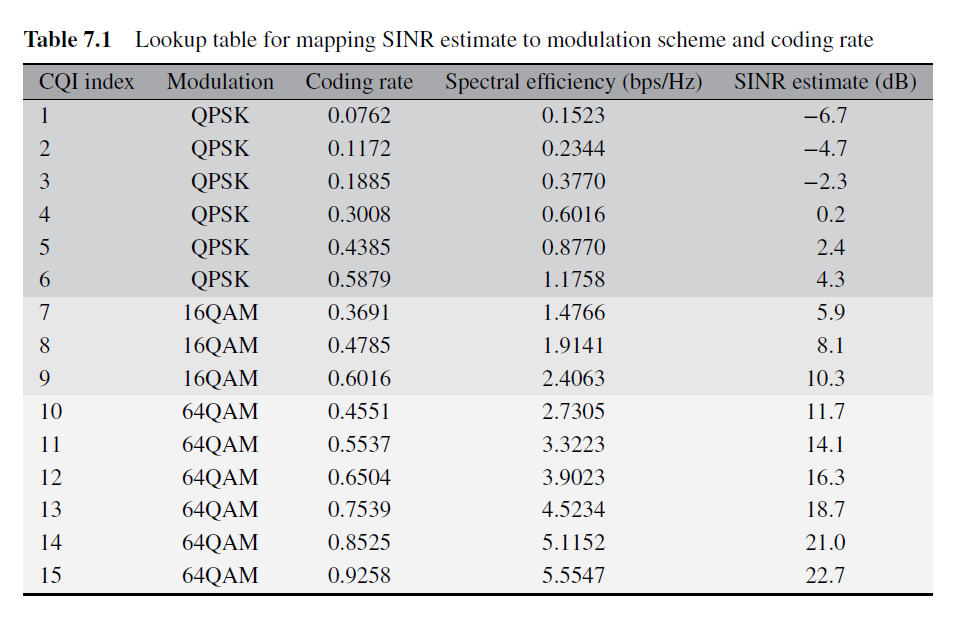 Table 7.1 Lookup table for mapping SINR estimate to modulation scheme and coding rate
CQI index Modulation Coding rate Spectral efficiency (bps/Hz) SINR estimate (dB)
1 QPSK 0.0762 0.1523 −6.7
2 QPSK 0.1172 0.2344 −4.7
3 QPSK 0.1885 0.3770 −2.3
4 QPSK 0.3008 0.6016 0.2
5 QPSK 0.4385 0.8770 2.4
6 QPSK 0.5879 1.1758 4.3
7 16QAM 0.3691 1.4766 5.9
8 16QAM 0.4785 1.9141 8.1
9 16QAM 0.6016 2.4063 10.3
10 64QAM 0.4551 2.7305 11.7
11 64QAM 0.5537 3.3223 14.1
12 64QAM 0.6504 3.9023 16.3
13 64QAM 0.7539 4.5234 18.7
14 64QAM 0.8525 5.1152 21.0
15 64QAM 0.9258 5.5547 22.7